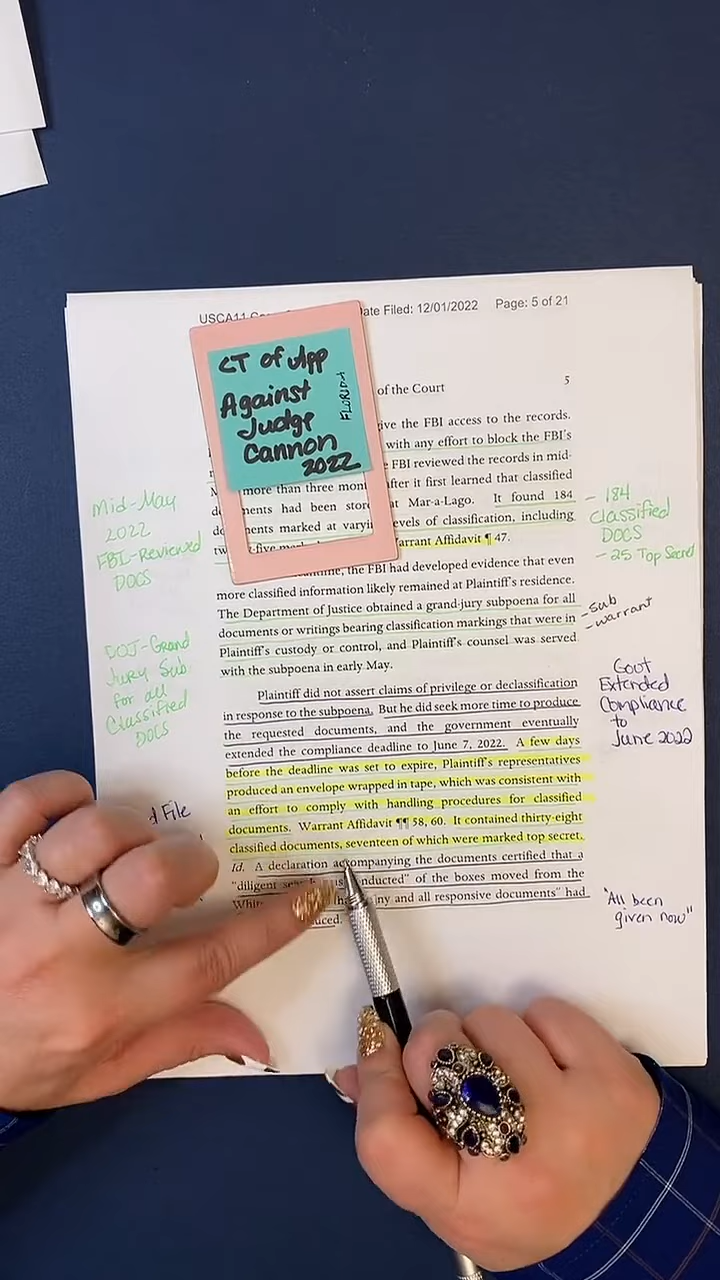 USCA11 Date Filed: 12/01/2022 Page: 5 of 21
CT of App
Against
Judge
Cannon
2022
FLORIDA
of the Court 5
give the FBI access to the records.
with any effort to block the FBI's
FBI reviewed the records in mid-
more than three after it first learned that classified
had been at Mar-a-Lago. It found 184
marked at levels of classification, including
Warrant Affidavit ¶ 47.
the FBI had developed evidence that even
more classified information likely remained at Plaintiff's residence.
The Department of Justice obtained a grand-jury subpoena for all
documents or writings bearing classification markings that were in
Plaintiff's custody or control, and Plaintiff's counsel was served
with the subpoena in early May.
Plaintiff did not assert claims of privilege or declassification
in response to the subpoena. But he did seek more time to produce
the requested documents, and the government eventually
extended the compliance deadline to June 7, 2022. A few days
before the deadline was set to expire, Plaintiff's representatives
produced an envelope wrapped in tape, which was consistent with
an effort to comply with handling procedures for classified
documents. Warrant Affidavit ¶¶ 58, 60. It contained thirty-eight
classified documents, seventeen of which were marked top secret.
Id. A declaration accompanying the documents certified that a
"diligent of the boxes moved from the
any and all responsive documents" had
Mid-May
2022
FBI-Reviewed
DOCS
DOJ-Grand
Jury Sub
for all
Classified
DOCS
File
- 184
Classified
DOCS
- 25 Top Secret
- sub
- warrant
Govt
Extended
Compliance
to
June 2022
"All been
given now"